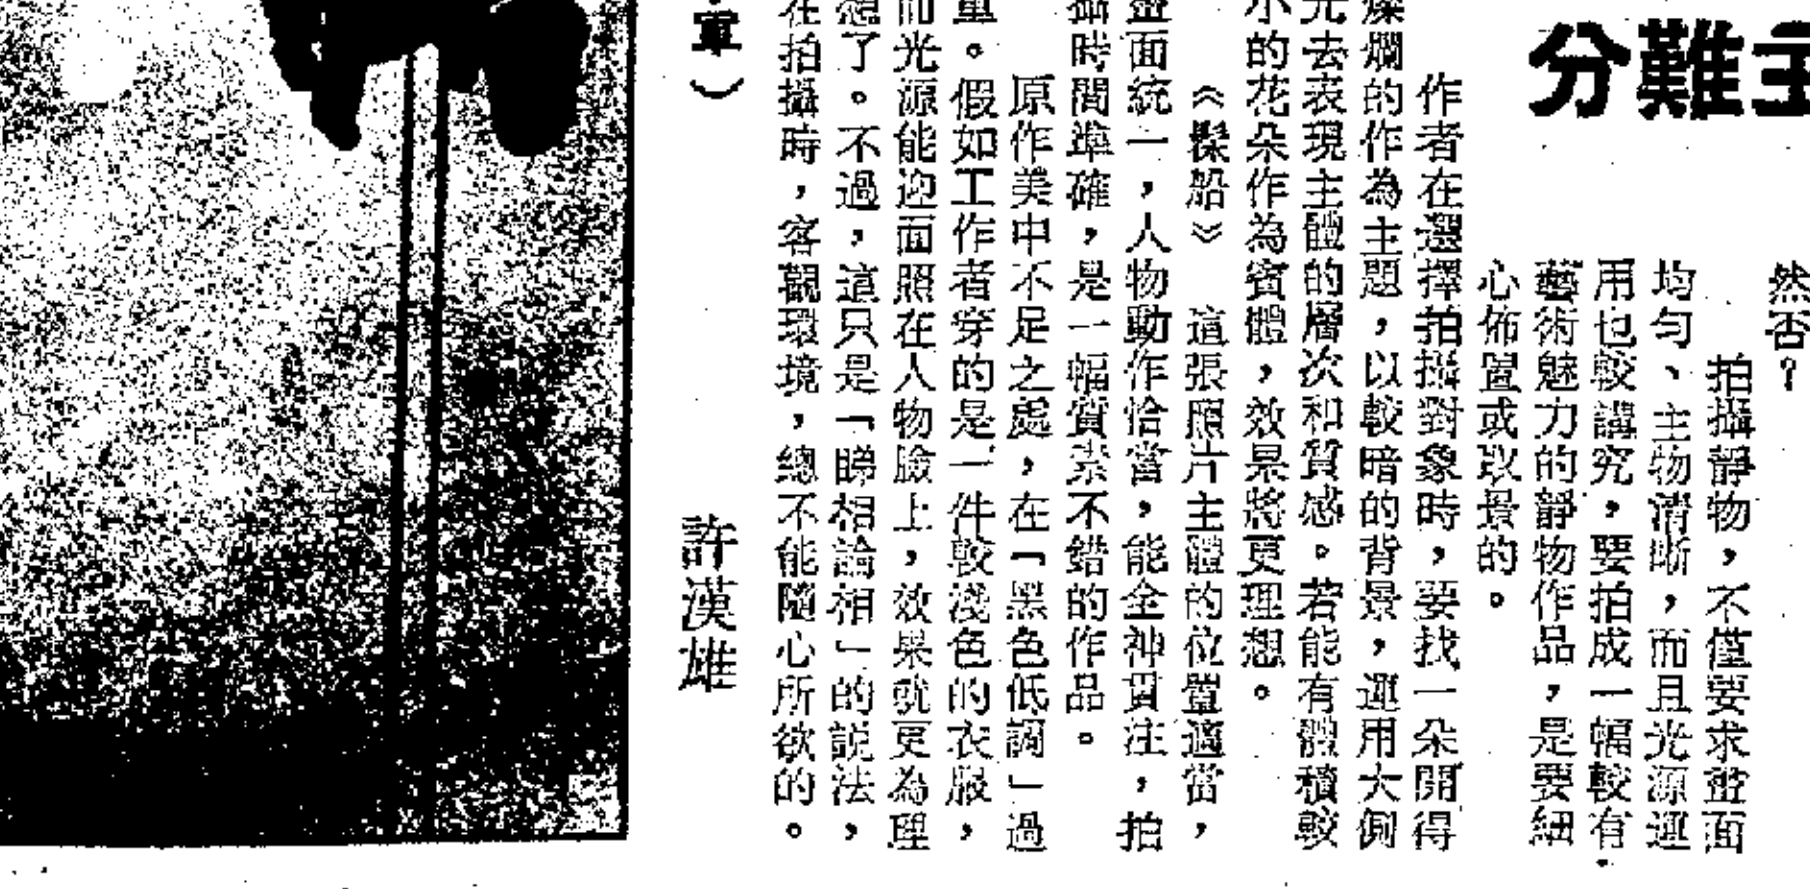 主難分
然否?
拍攝靜物,不僅要求畫面
均勻、主物清晰,而且光源運
用也較講究,要拍成一幅較有
藝術魅力的靜物作品,是要細
心佈置或取景的。
作者在選擇拍攝對象時,要找一朵開得
燦爛的作為主題,以較暗的背景,運用大側
光去表現主體的層次和質感。若能有體積較
小的花朵作為賓體,效果將更理想。
《髹船》 這張照片主體的位置適當,
畫面統一,人物動作恰當,能全神貫注,拍
攝時間準確,是一幅質素不錯的作品。
原作美中不足之處,在「黑色低調」過
重。假如工作者穿的是一件較淺色的衣服,
而光源能迎面照在人物臉上,效果就更為理
想了。不過,這只是「睇相論相」的說法,
在拍攝時,客觀環境,總不能隨心所欲的。
軍)
許漢雄